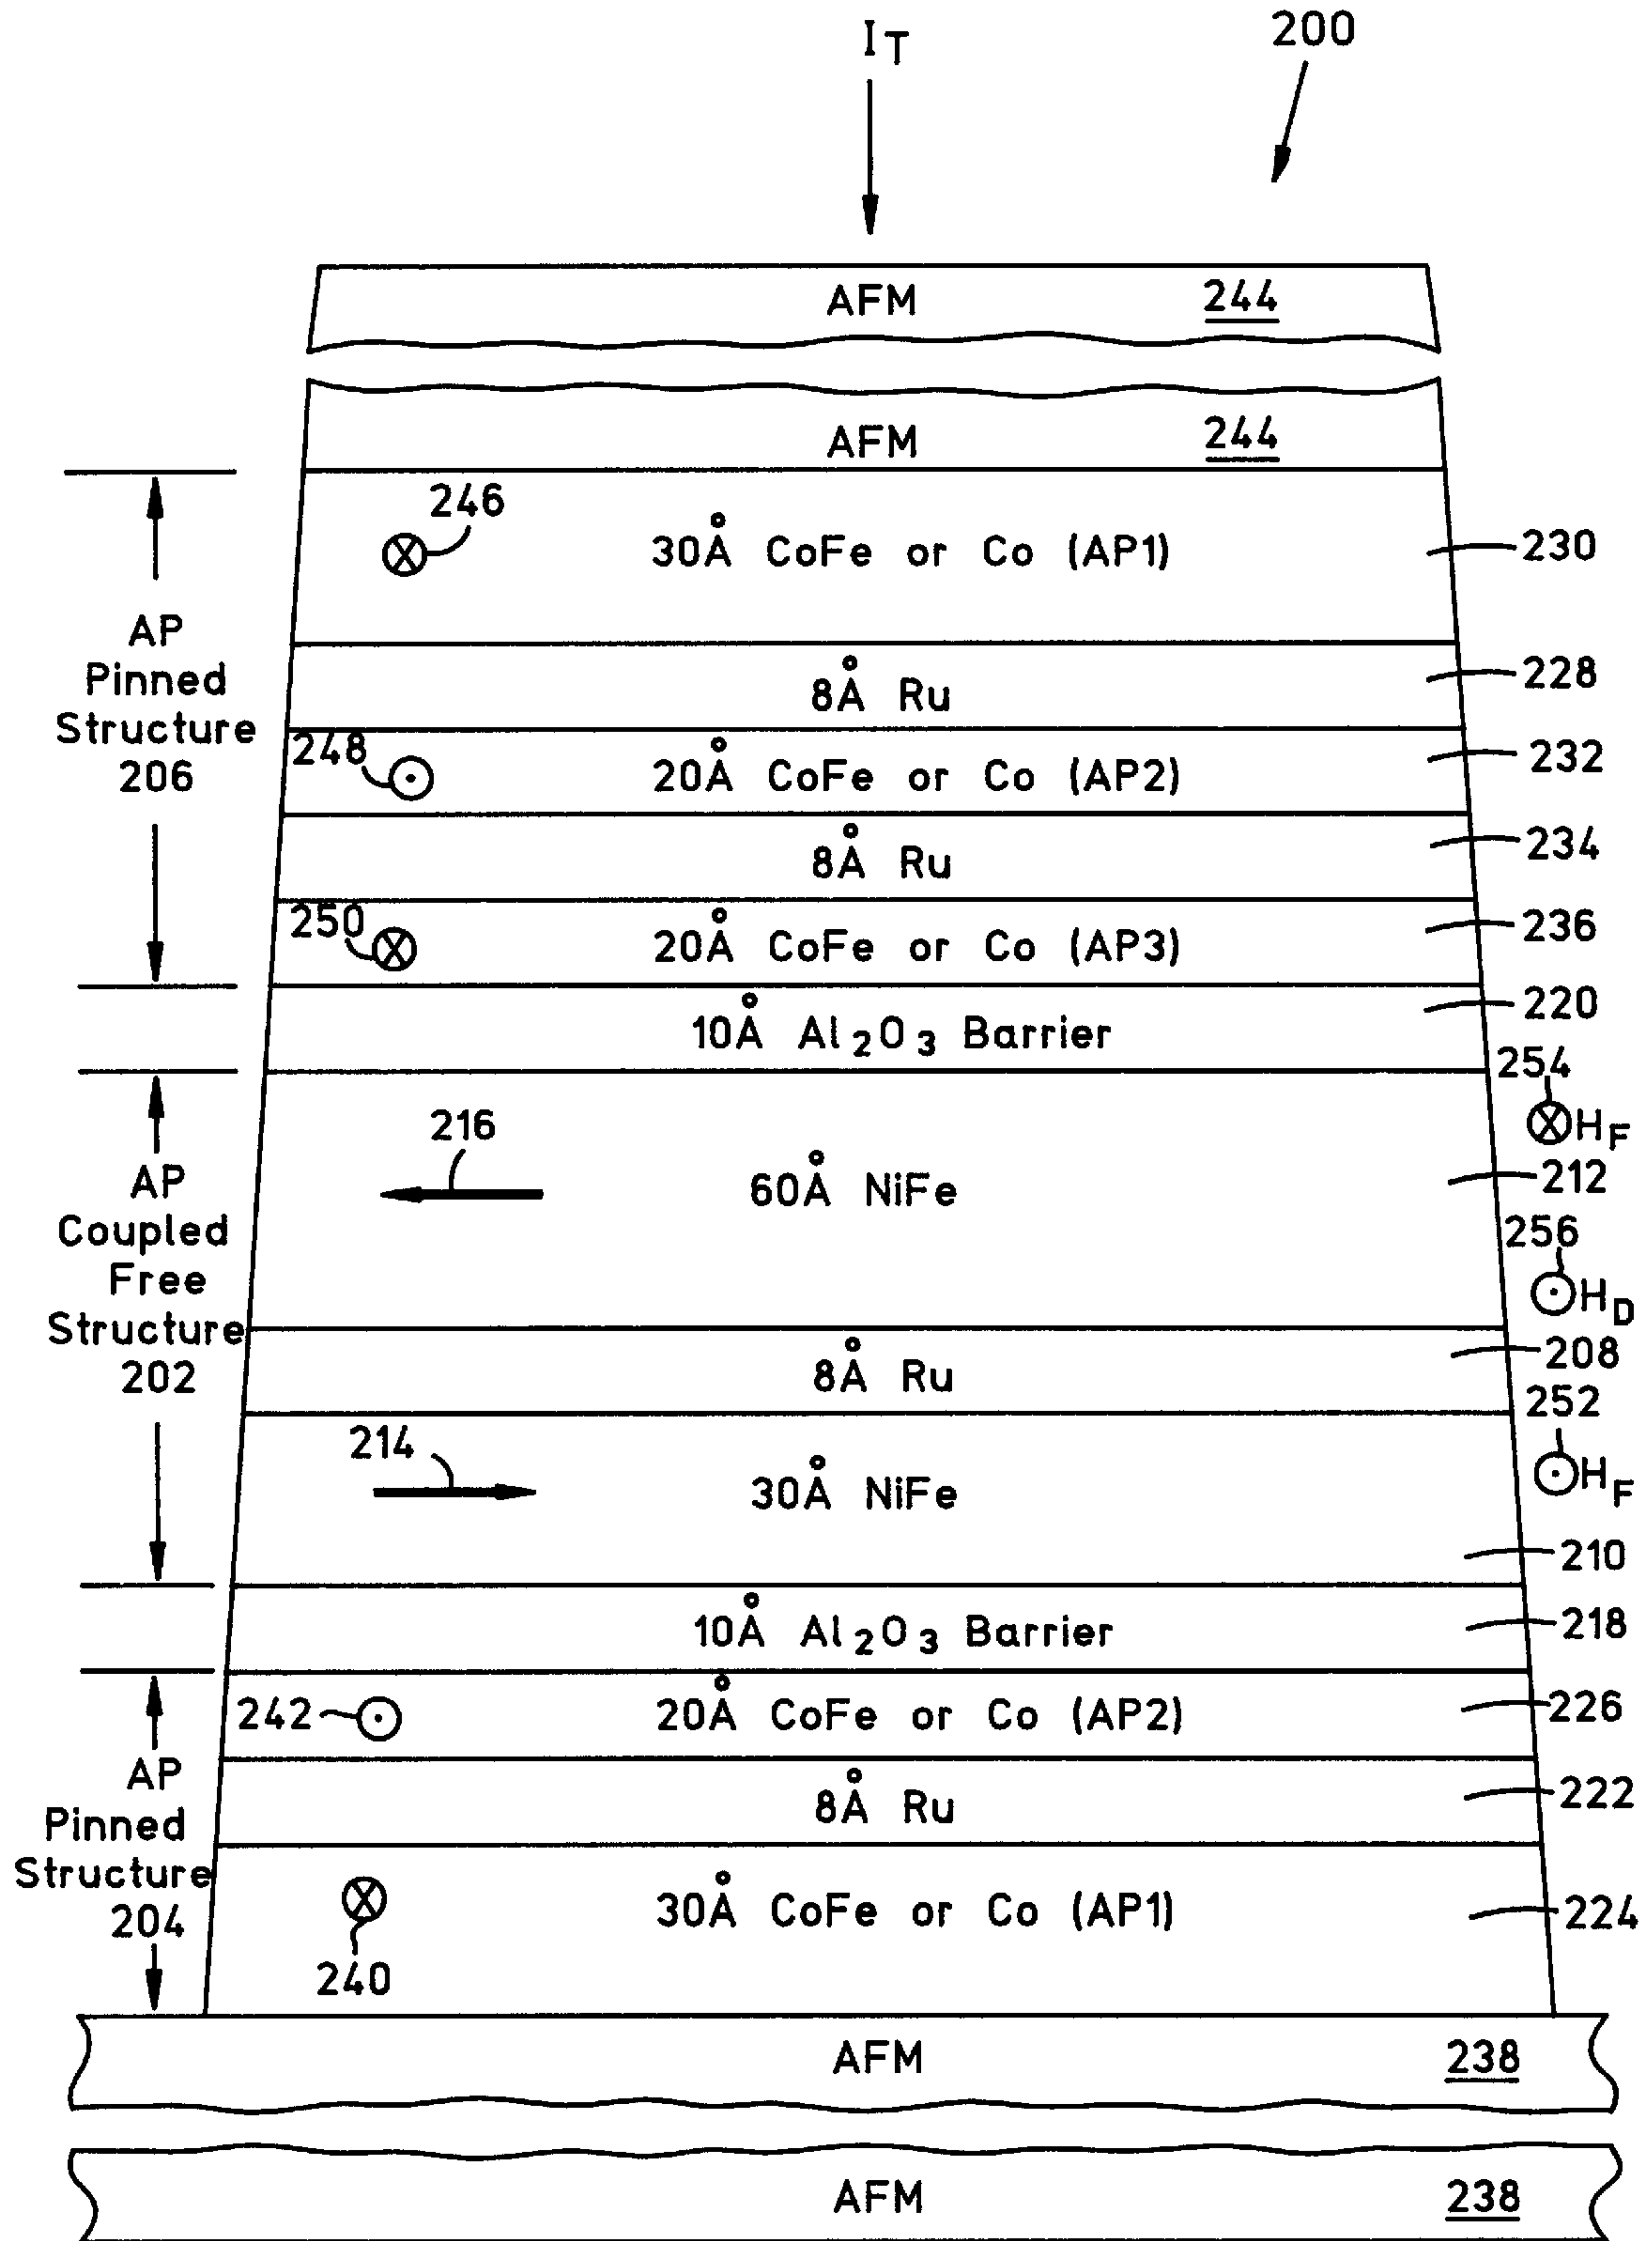 I T
200
AFM 244
AFM 244
246
30Å CoFe or Co (AP1)
230
AP
Pinned
Structure
206
8Å Ru
228
248
20Å CoFe or Co (AP2)
232
8Å Ru
234
250
20Å CoFe or Co (AP3)
236
10Å Al2O3 Barrier
220
254
HF
216
60Å NiFe
212
AP
Coupled
Free
Structure
202
256
HD
8Å Ru
208
252
HF
214
30Å NiFe
210
10Å Al2O3 Barrier
218
242
20Å CoFe or Co (AP2)
226
AP
Pinned
Structure
204
8Å Ru
222
240
30Å CoFe or Co (AP1)
224
AFM 238
AFM 238